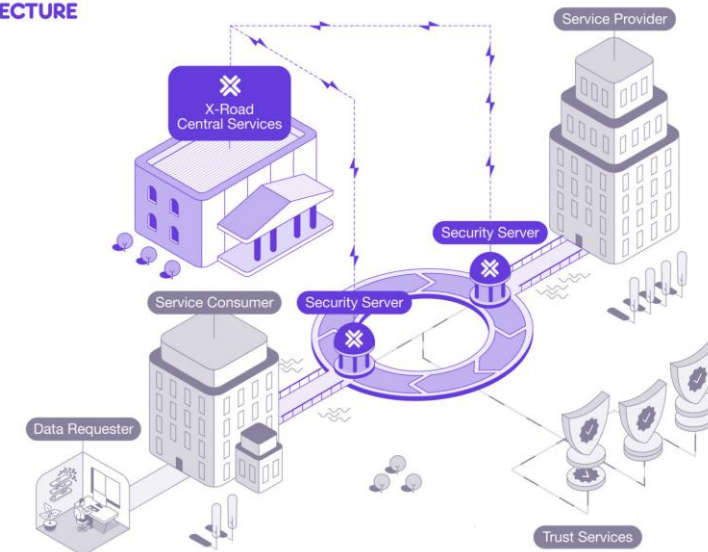 ECTURE
Service Provider
X-Road
Central Services
Security Server
Service Consumer
Security Server
Data Requester
Trust Services